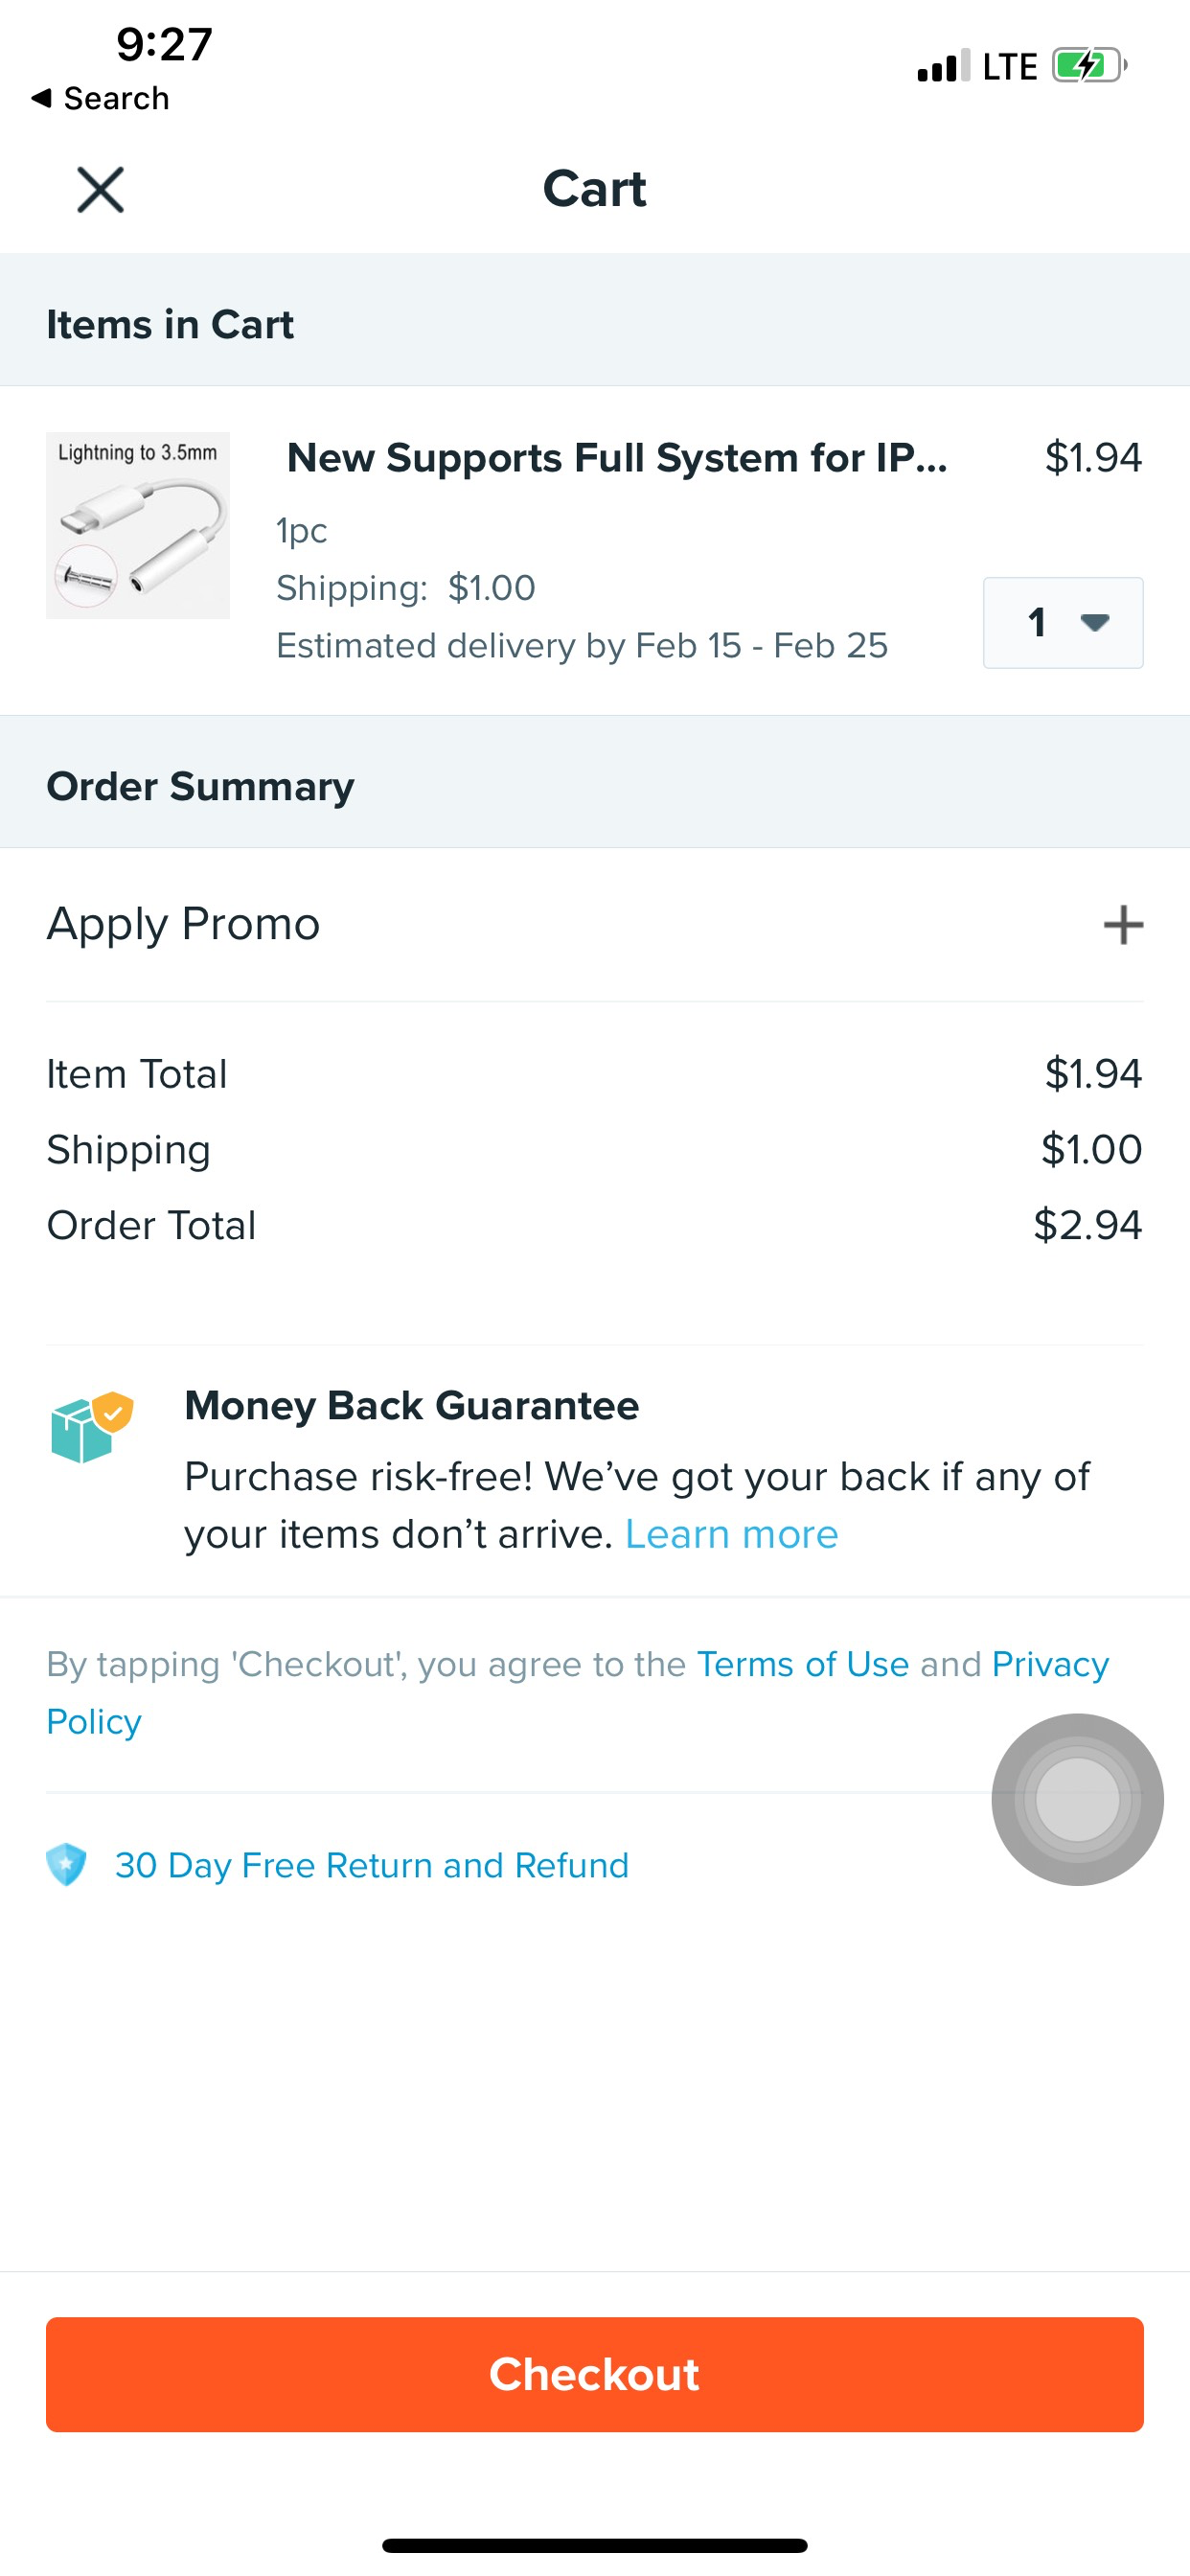 9:27
LTE
Search
Cart
Items in Cart
Lightning to 3.5mm
New Supports Full System for IP...
$1.94
1pc
Shipping: $1.00
Estimated delivery by Feb 15 - Feb 25
1
Order Summary
Apply Promo
Item Total $1.94
Shipping $1.00
Order Total $2.94
Money Back Guarantee
Purchase risk-free! We’ve got your back if any of
your items don’t arrive. Learn more
By tapping 'Checkout', you agree to the Terms of Use and Privacy
Policy
30 Day Free Return and Refund
Checkout